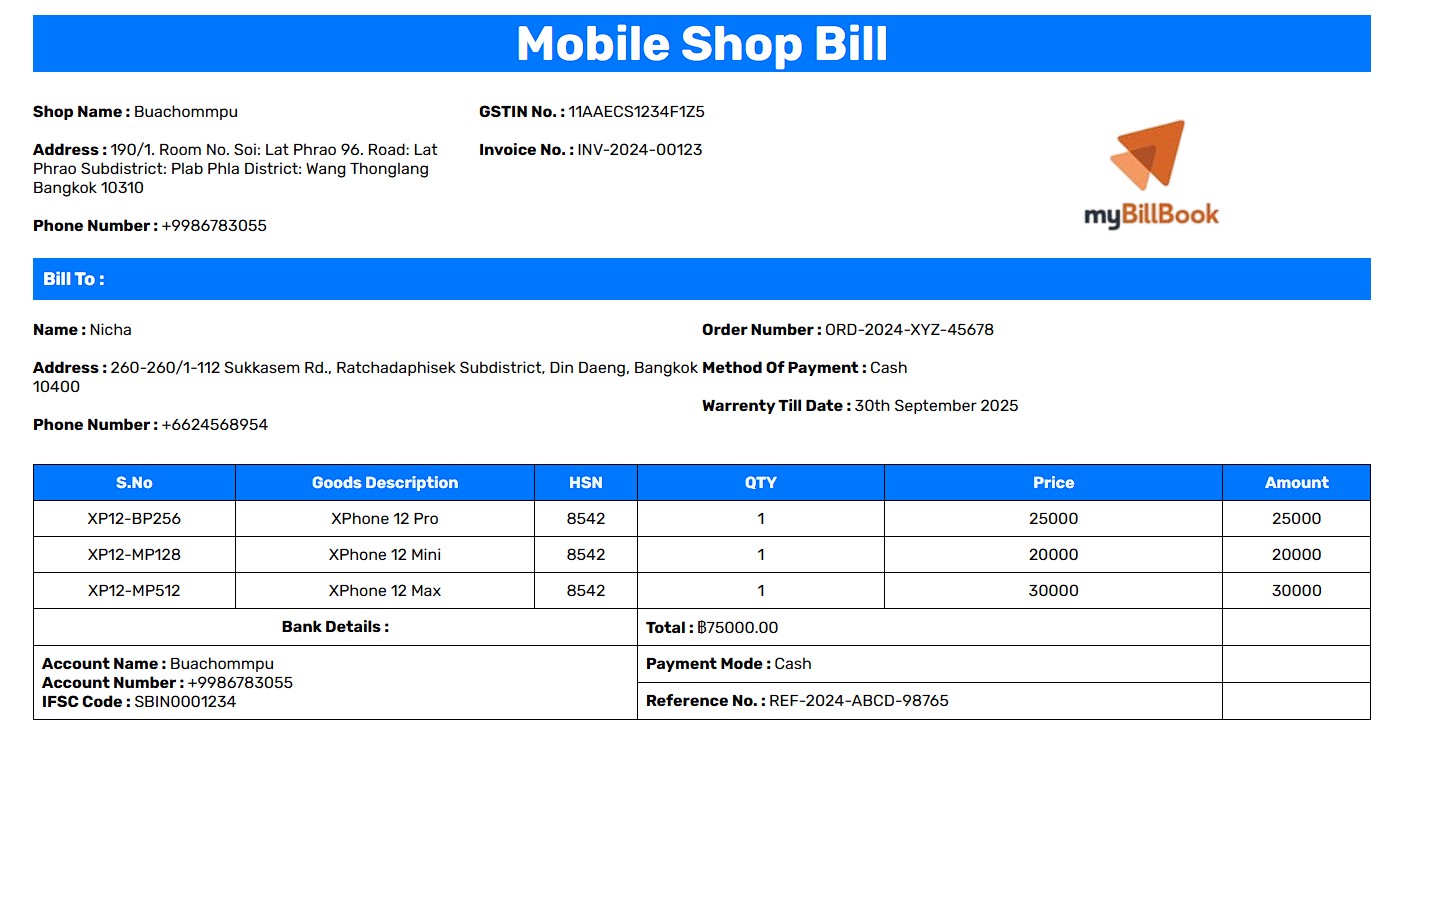 Mobile Shop Bill
Shop Name : Buachommpu
GSTIN No. : 11AAECS1234F1Z5
Address : 190/1. Room No. Soi: Lat Phrao 96. Road: Lat
Phrao Subdistrict: Plab Phla District: Wang Thonglang
Bangkok 10310
Invoice No. : INV-2024-00123
Phone Number : +9986783055
myBillBook
Bill To :
Name : Nicha
Order Number : ORD-2024-XYZ-45678
Address : 260-260/1-112 Sukkasem Rd., Ratchadaphisek Subdistrict, Din Daeng, Bangkok
10400
Method Of Payment : Cash
Warrenty Till Date : 30th September 2025
Phone Number : +6624568954
S.No Goods Description HSN QTY Price Amount
XP12-BP256 XPhone 12 Pro 8542 1 25000 25000
XP12-MP128 XPhone 12 Mini 8542 1 20000 20000
XP12-MP512 XPhone 12 Max 8542 1 30000 30000
Bank Details : Total : ฿75000.00
Account Name : Buachommpu
Account Number : +9986783055
IFSC Code : SBIN0001234
Payment Mode : Cash
Reference No. : REF-2024-ABCD-98765